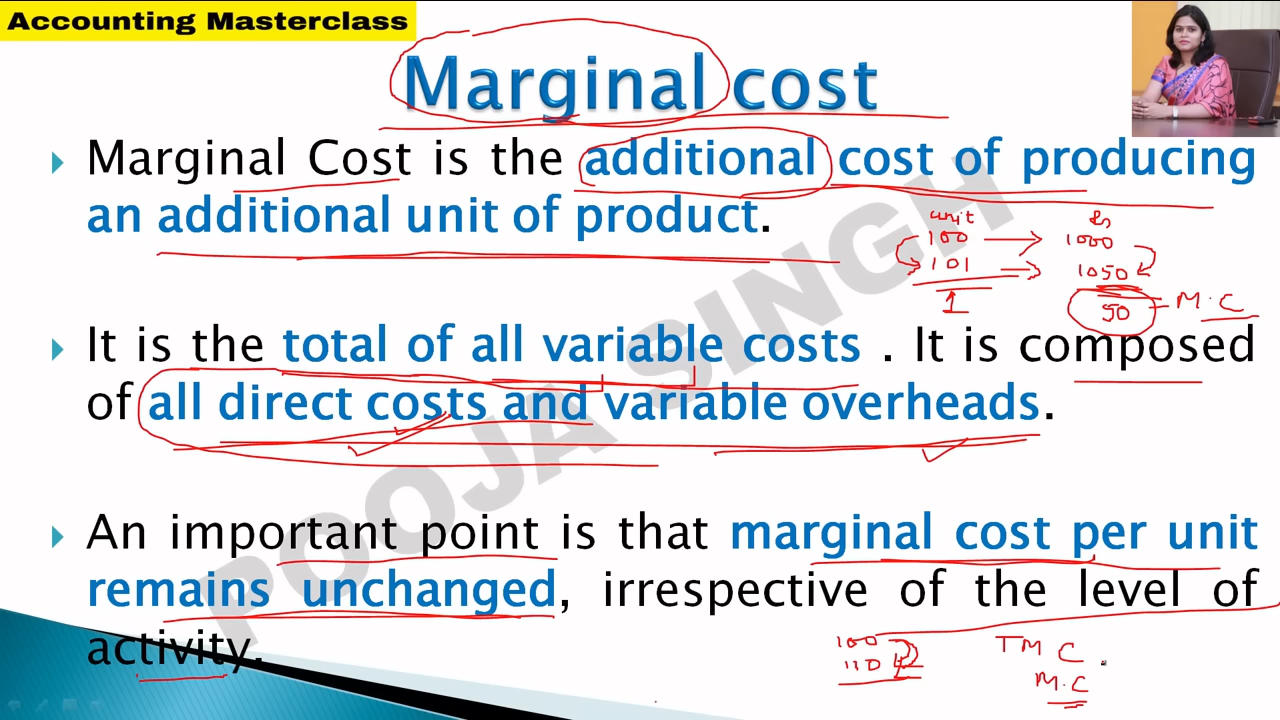 Accounting Masterclass
Marginal cost
Marginal Cost is the additional cost of producing
an additional unit of product.
unit Rs
100 1000
101 1050
1 50 M.C
It is the total of all variable costs . It is composed
of all direct costs and variable overheads.
An important point is that marginal cost per unit
remains unchanged, irrespective of the level of
activity.
100 TMC
110 M.C
POOJA SINGH